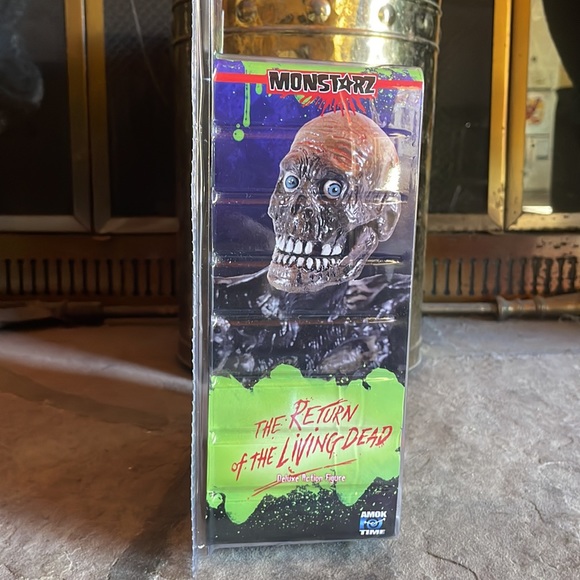 MONSTARZ
THE RETURN
of THE LIVING DEAD
Deluxe Action Figure
AMOK
TIME